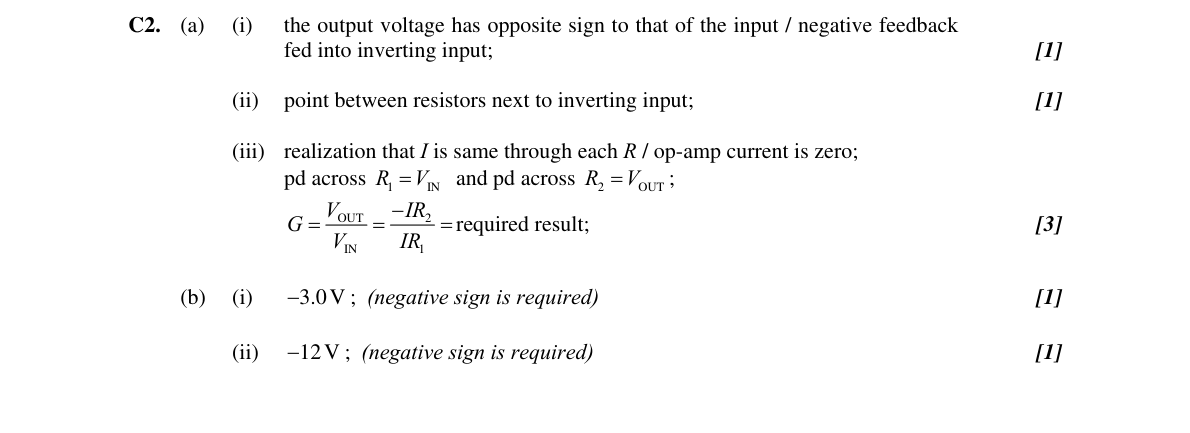 C2. (a) (i) the output voltage has opposite sign to that of the input / negative feedback
fed into inverting input; [1]
(ii) point between resistors next to inverting input; [1]
(iii) realization that I is same through each R / op-amp current is zero;
pd across R₁ = V_IN and pd across R₂ = V_OUT ;
G = V_OUT / V_IN = −IR₂ / IR₁ = required result; [3]
(b) (i) −3.0 V ; (negative sign is required) [1]
(ii) −12 V ; (negative sign is required) [1]